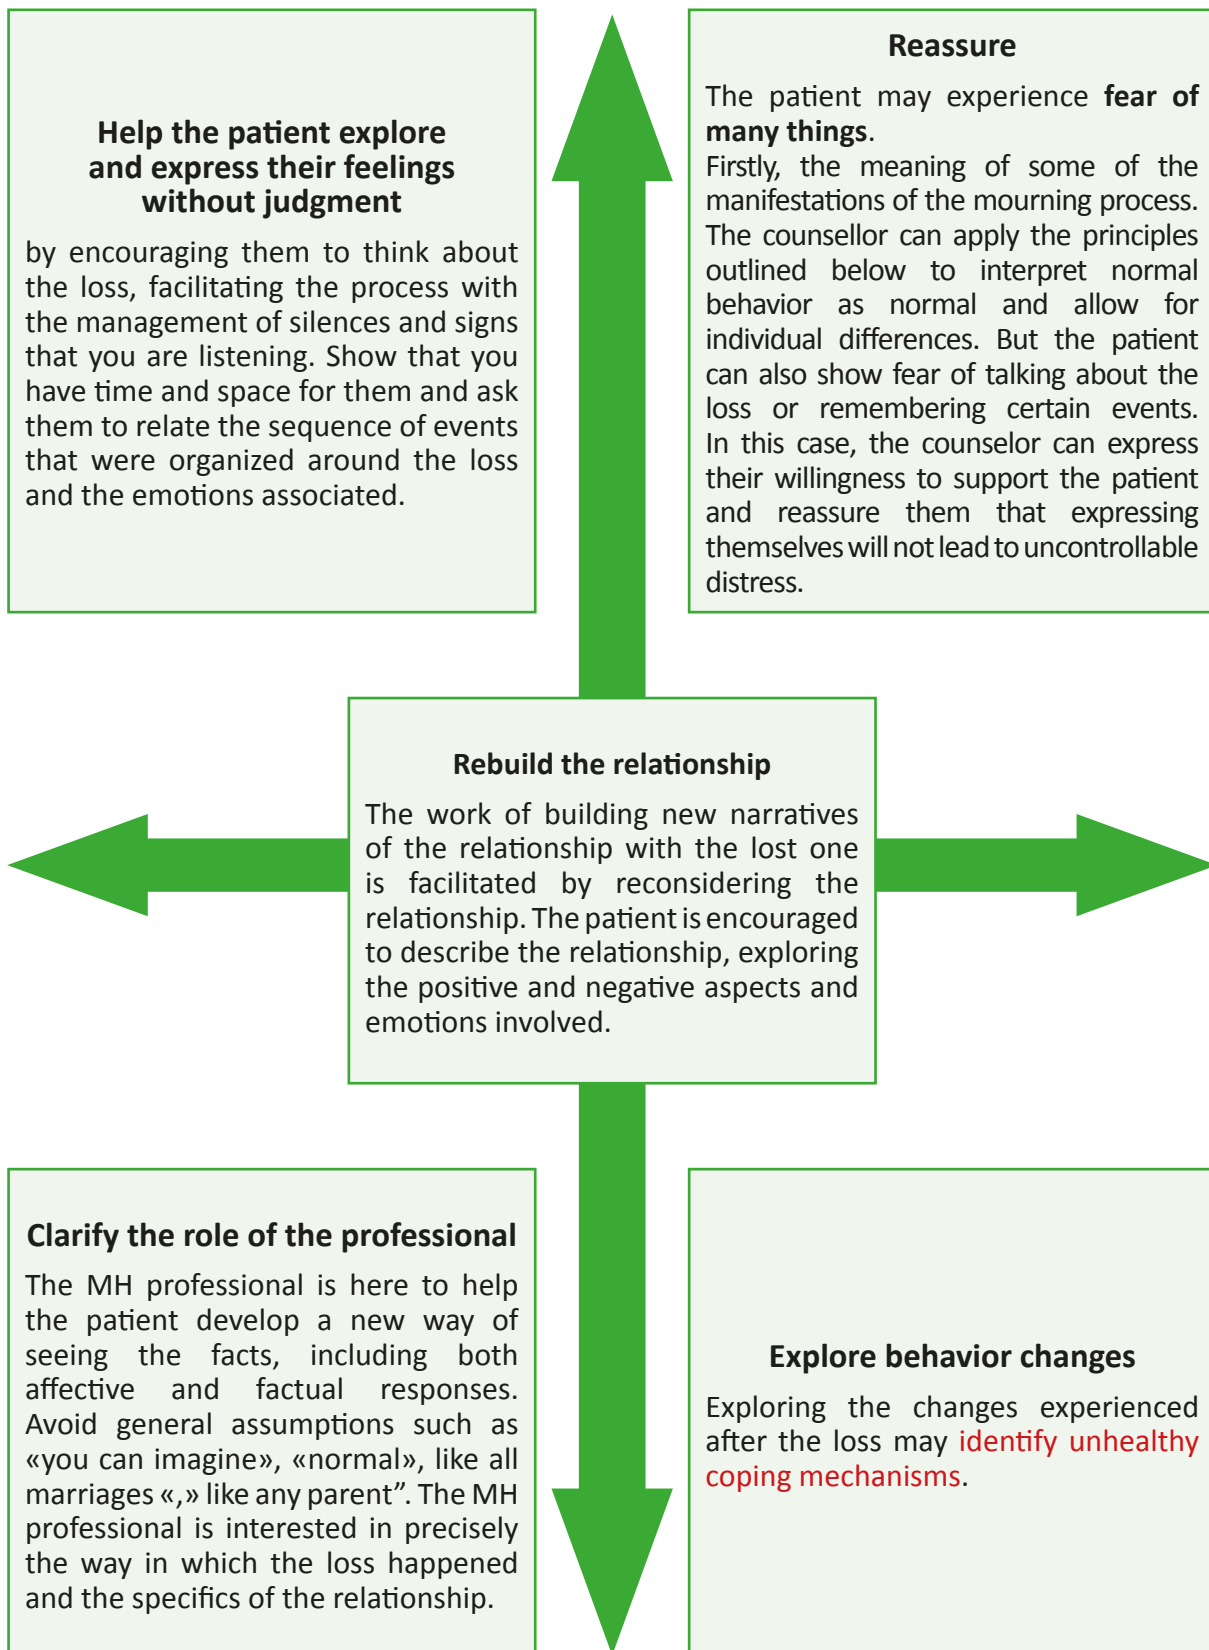 Help the patient explore
and express their feelings
without judgment
by encouraging them to think about
the loss, facilitating the process with
the management of silences and signs
that you are listening. Show that you
have time and space for them and ask
them to relate the sequence of events
that were organized around the loss
and the emotions associated.
Reassure
The patient may experience fear of
many things.
Firstly, the meaning of some of the
manifestations of the mourning process.
The counsellor can apply the principles
outlined below to interpret normal
behavior as normal and allow for
individual differences. But the patient
can also show fear of talking about the
loss or remembering certain events.
In this case, the counselor can express
their willingness to support the patient
and reassure them that expressing
themselves will not lead to uncontrollable
distress.
Rebuild the relationship
The work of building new narratives
of the relationship with the lost one
is facilitated by reconsidering the
relationship. The patient is encouraged
to describe the relationship, exploring
the positive and negative aspects and
emotions involved.
Clarify the role of the professional
The MH professional is here to help
the patient develop a new way of
seeing the facts, including both
affective and factual responses.
Avoid general assumptions such as
«you can imagine», «normal», like all
marriages «,» like any parent”. The MH
professional is interested in precisely
the way in which the loss happened
and the specifics of the relationship.
Explore behavior changes
Exploring the changes experienced
after the loss may identify unhealthy
coping mechanisms.